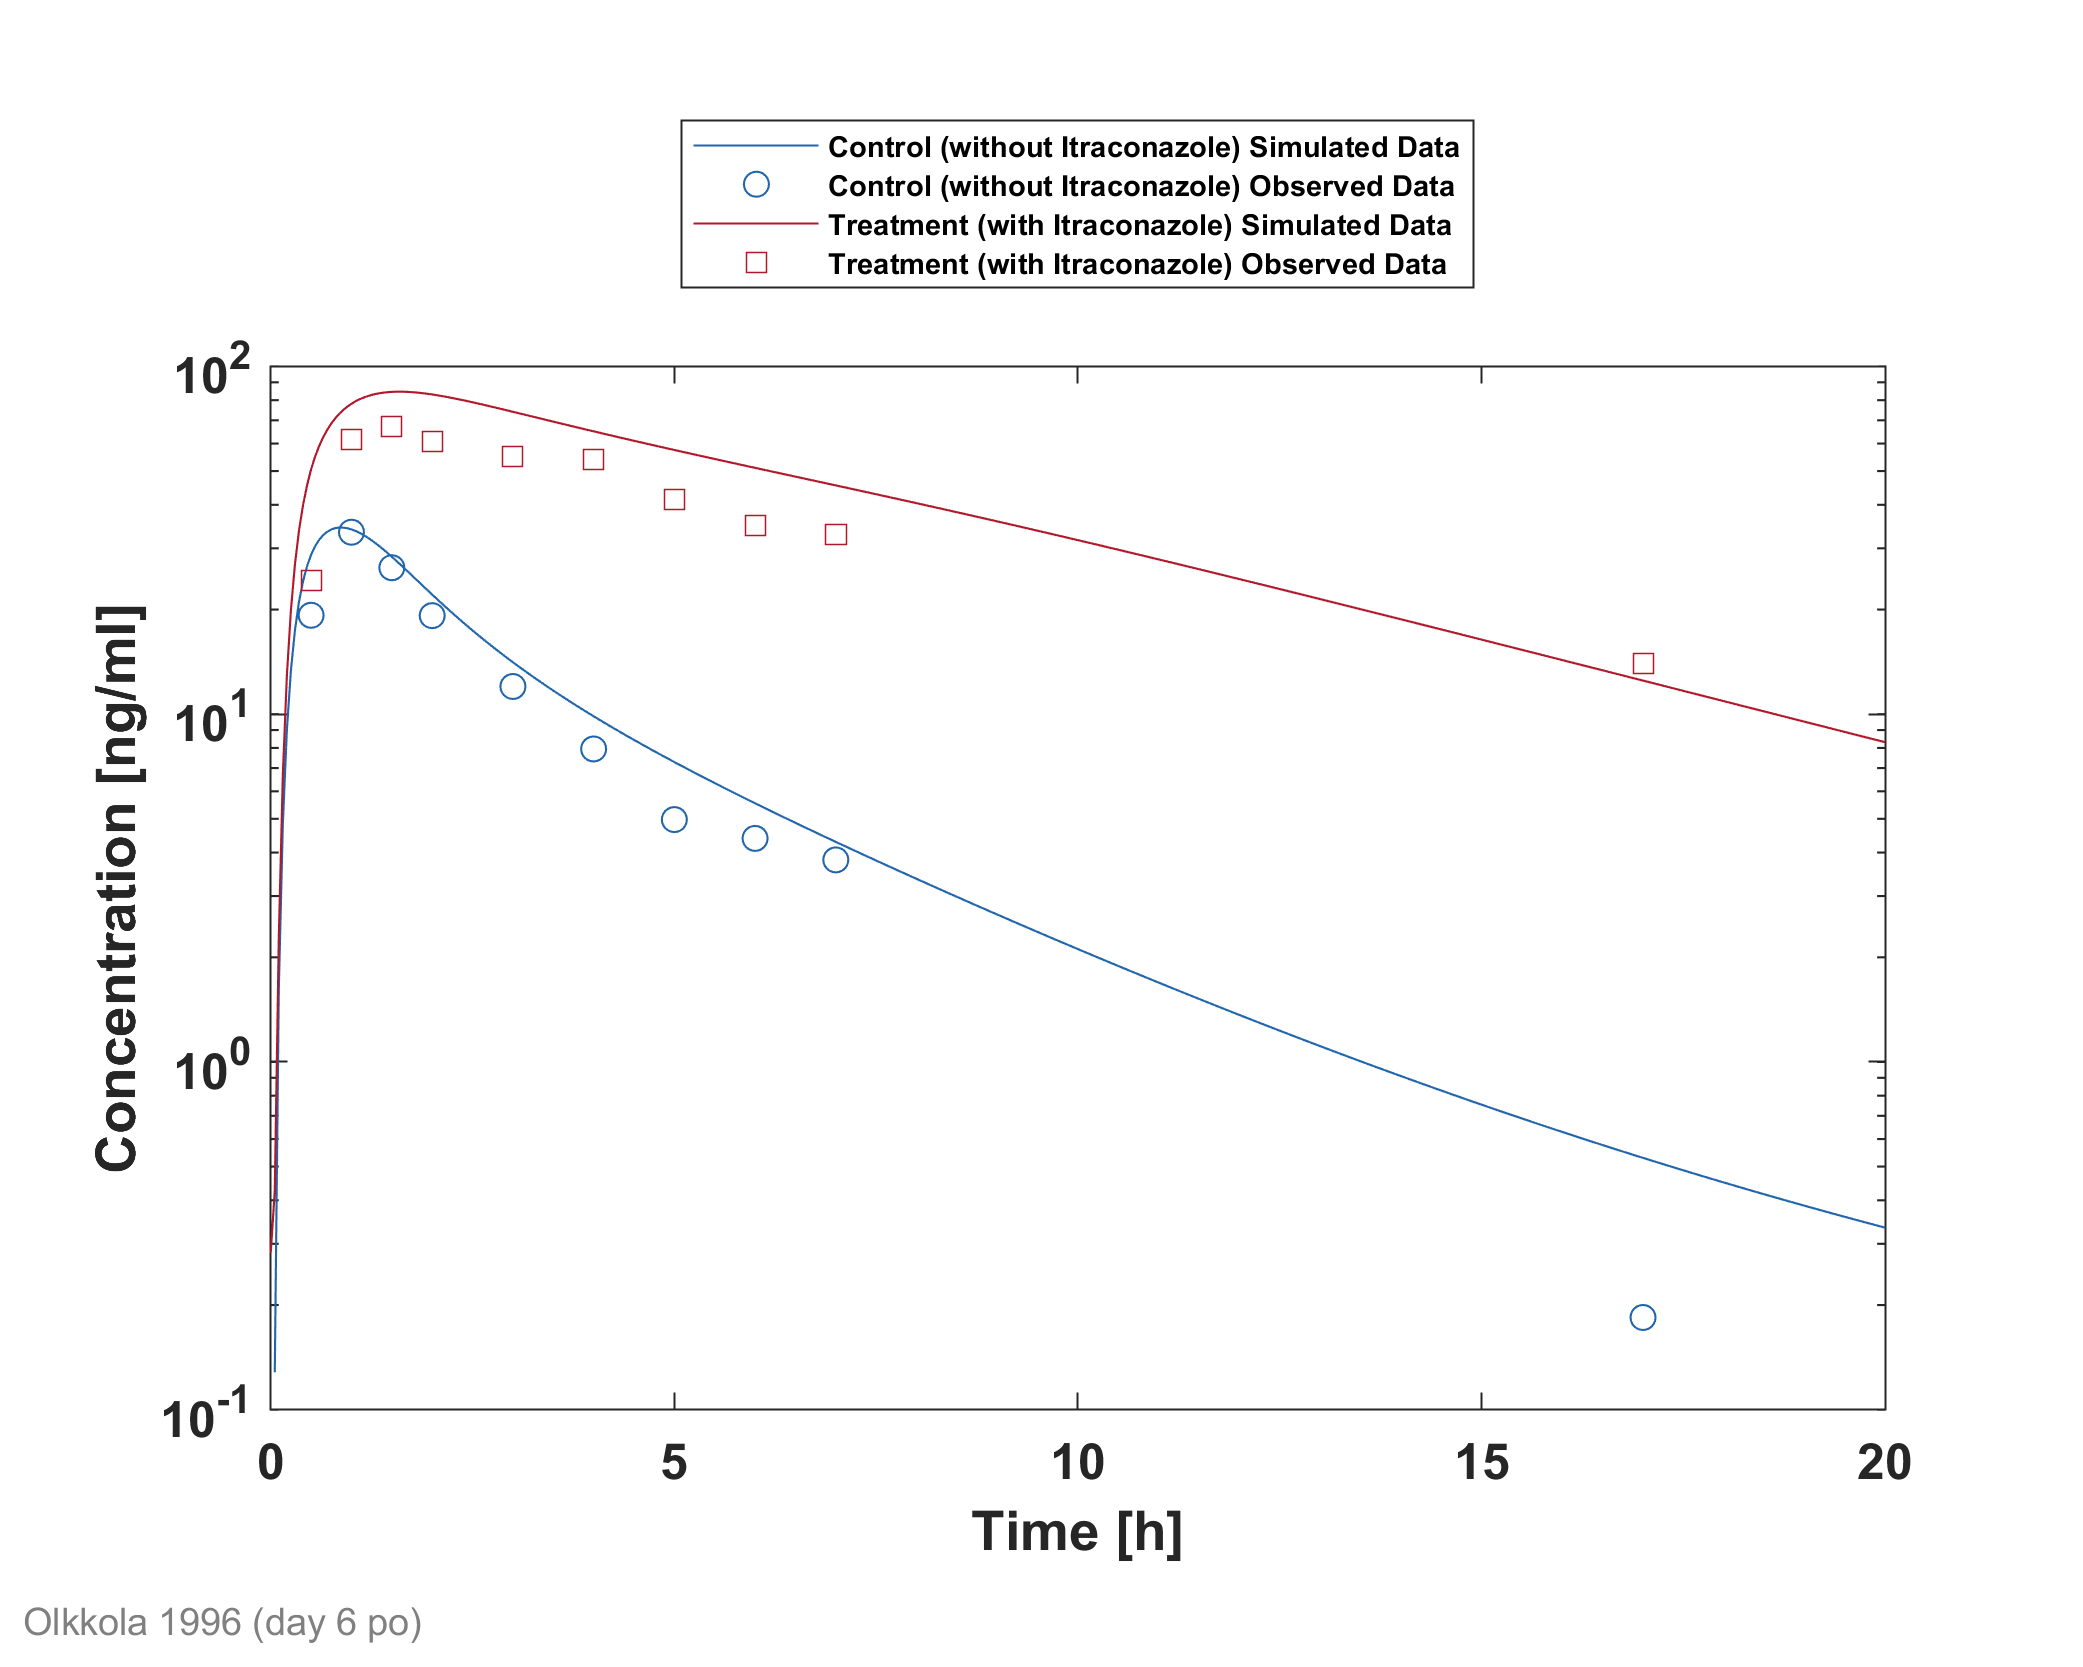 Control (without Itraconazole) Simulated Data
Control (without Itraconazole) Observed Data
Treatment (with Itraconazole) Simulated Data
Treatment (with Itraconazole) Observed Data
10^2
10^1
10^0
10^-1
Concentration [ng/ml]
0 5 10 15 20
Time [h]
Olkkola 1996 (day 6 po)